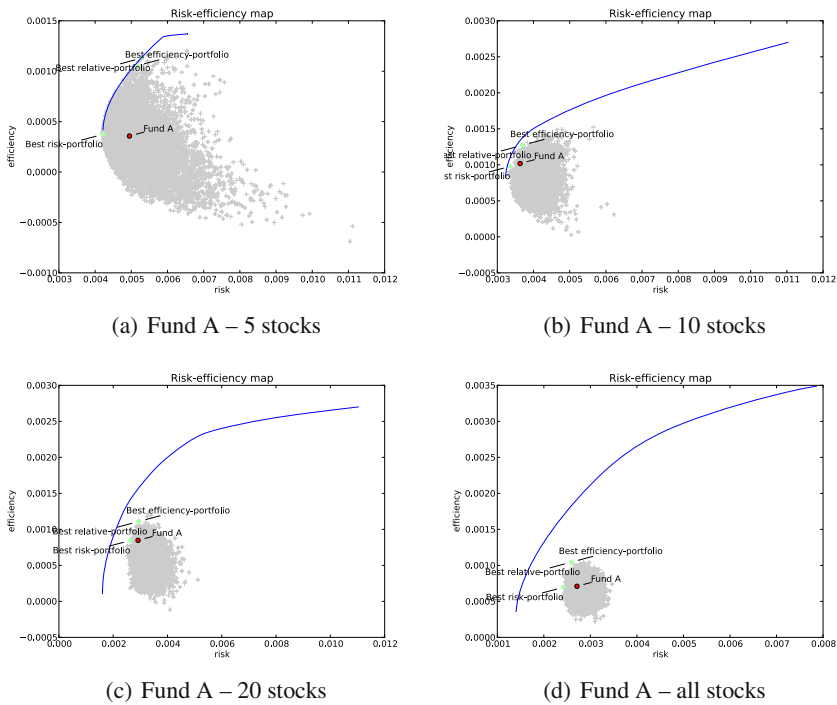 Risk-efficiency map
0.0015
0.0010
0.0005
0.0000
−0.0005
−0.0010
efficiency
Best efficiency-portfolio
Best relative-portfolio
Fund A
Best risk-portfolio
0.003 0.004 0.005 0.006 0.007 0.008 0.009 0.010 0.011 0.012
risk
(a) Fund A – 5 stocks
Risk-efficiency map
0.0030
0.0025
0.0020
0.0015
0.0010
0.0005
0.0000
−0.0005
efficiency
Best efficiency-portfolio
st relative-portfolio
Fund A
st risk-portfolio
0.003 0.004 0.005 0.006 0.007 0.008 0.009 0.010 0.011 0.012
risk
(b) Fund A – 10 stocks
Risk-efficiency map
0.0030
0.0025
0.0020
0.0015
0.0010
0.0005
0.0000
−0.0005
efficiency
Best efficiency-portfolio
Best relative-portfolio
Fund A
Best risk-portfolio
0.000 0.002 0.004 0.006 0.008 0.010 0.012
risk
(c) Fund A – 20 stocks
Risk-efficiency map
0.0035
0.0030
0.0025
0.0020
0.0015
0.0010
0.0005
0.0000
efficiency
Best efficiency-portfolio
Best relative-portfolio
Fund A
Best risk-portfolio
0.001 0.002 0.003 0.004 0.005 0.006 0.007 0.008
risk
(d) Fund A – all stocks